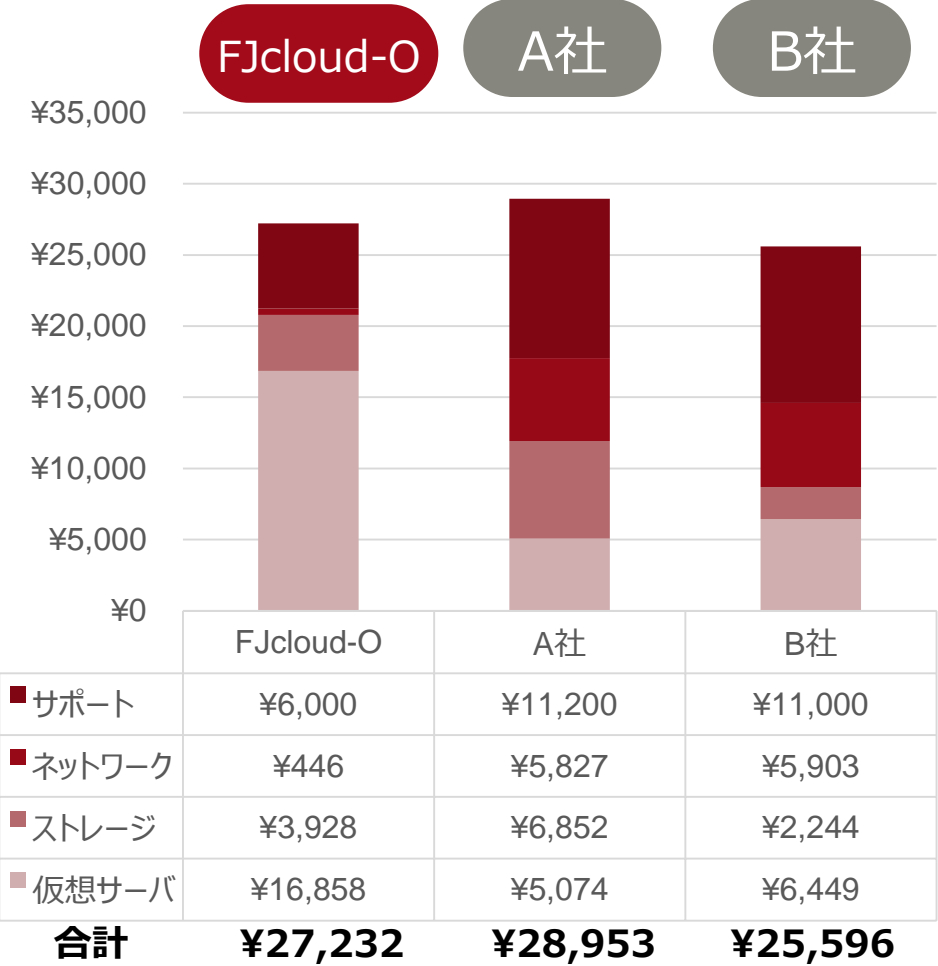 FJcloud-O A社 B社
¥35,000
¥30,000
¥25,000
¥20,000
¥15,000
¥10,000
¥5,000
¥0
FJcloud-O A社 B社
サポート ¥6,000 ¥11,200 ¥11,000
ネットワーク ¥446 ¥5,827 ¥5,903
ストレージ ¥3,928 ¥6,852 ¥2,244
仮想サーバ ¥16,858 ¥5,074 ¥6,449
合計 ¥27,232 ¥28,953 ¥25,596